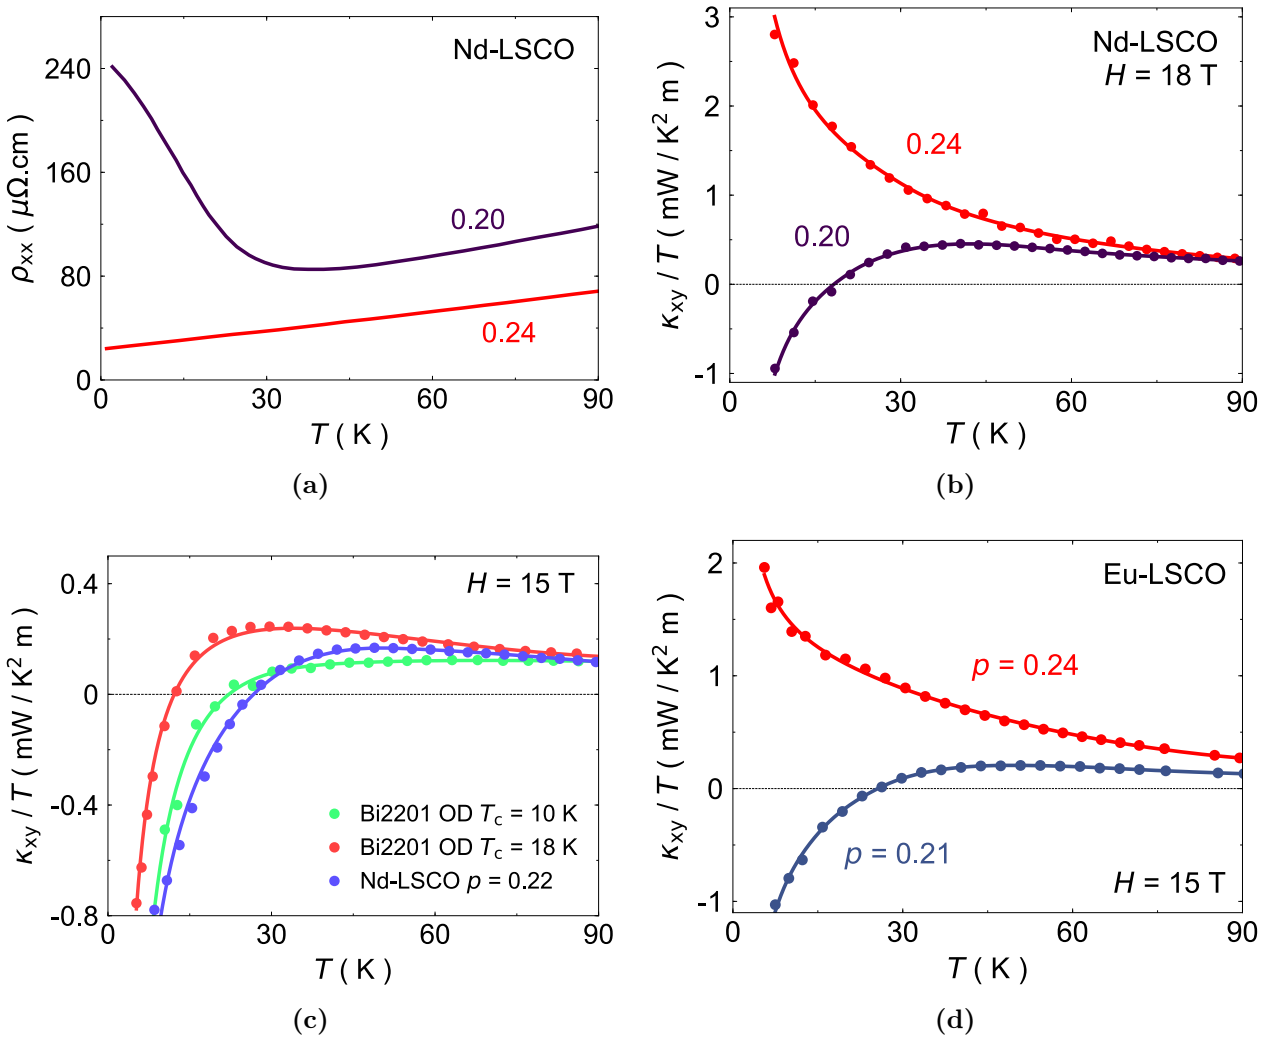 Nd-LSCO
ρxx ( μΩ.cm )
240
160
80
0
0.20
0.24
0
30
60
90
T ( K )
(a)
Nd-LSCO
H = 18 T
κxy / T ( mW / K² m )
3
2
1
0
-1
0.24
0.20
0
30
60
90
T ( K )
(b)
H = 15 T
κxy / T ( mW / K² m )
0.4
0
-0.4
-0.8
Bi2201 OD Tc = 10 K
Bi2201 OD Tc = 18 K
Nd-LSCO p = 0.22
0
30
60
90
T ( K )
(c)
Eu-LSCO
κxy / T ( mW / K² m )
2
1
0
-1
p = 0.24
p = 0.21
H = 15 T
0
30
60
90
T ( K )
(d)